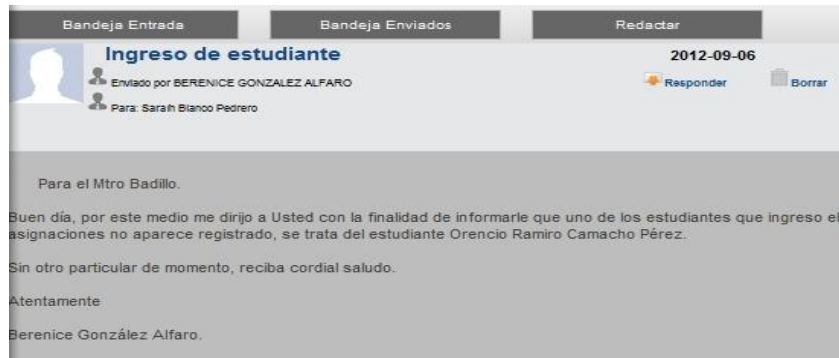 Bandeja Entrada Bandeja Enviados Redactar
Ingreso de estudiante 2012-09-06
Enviado por BERENICE GONZALEZ ALFARO Responder Borrar
Para: Saraih Blanco Pedrero
Para el Mtro Badillo.
Buen día, por este medio me dirijo a Usted con la finalidad de informarle que uno de los estudiantes que ingreso el
asignaciones no aparece registrado, se trata del estudiante Orencio Ramiro Camacho Pérez.
Sin otro particular de momento, reciba cordial saludo.
Atentamente
Berenice González Alfaro.